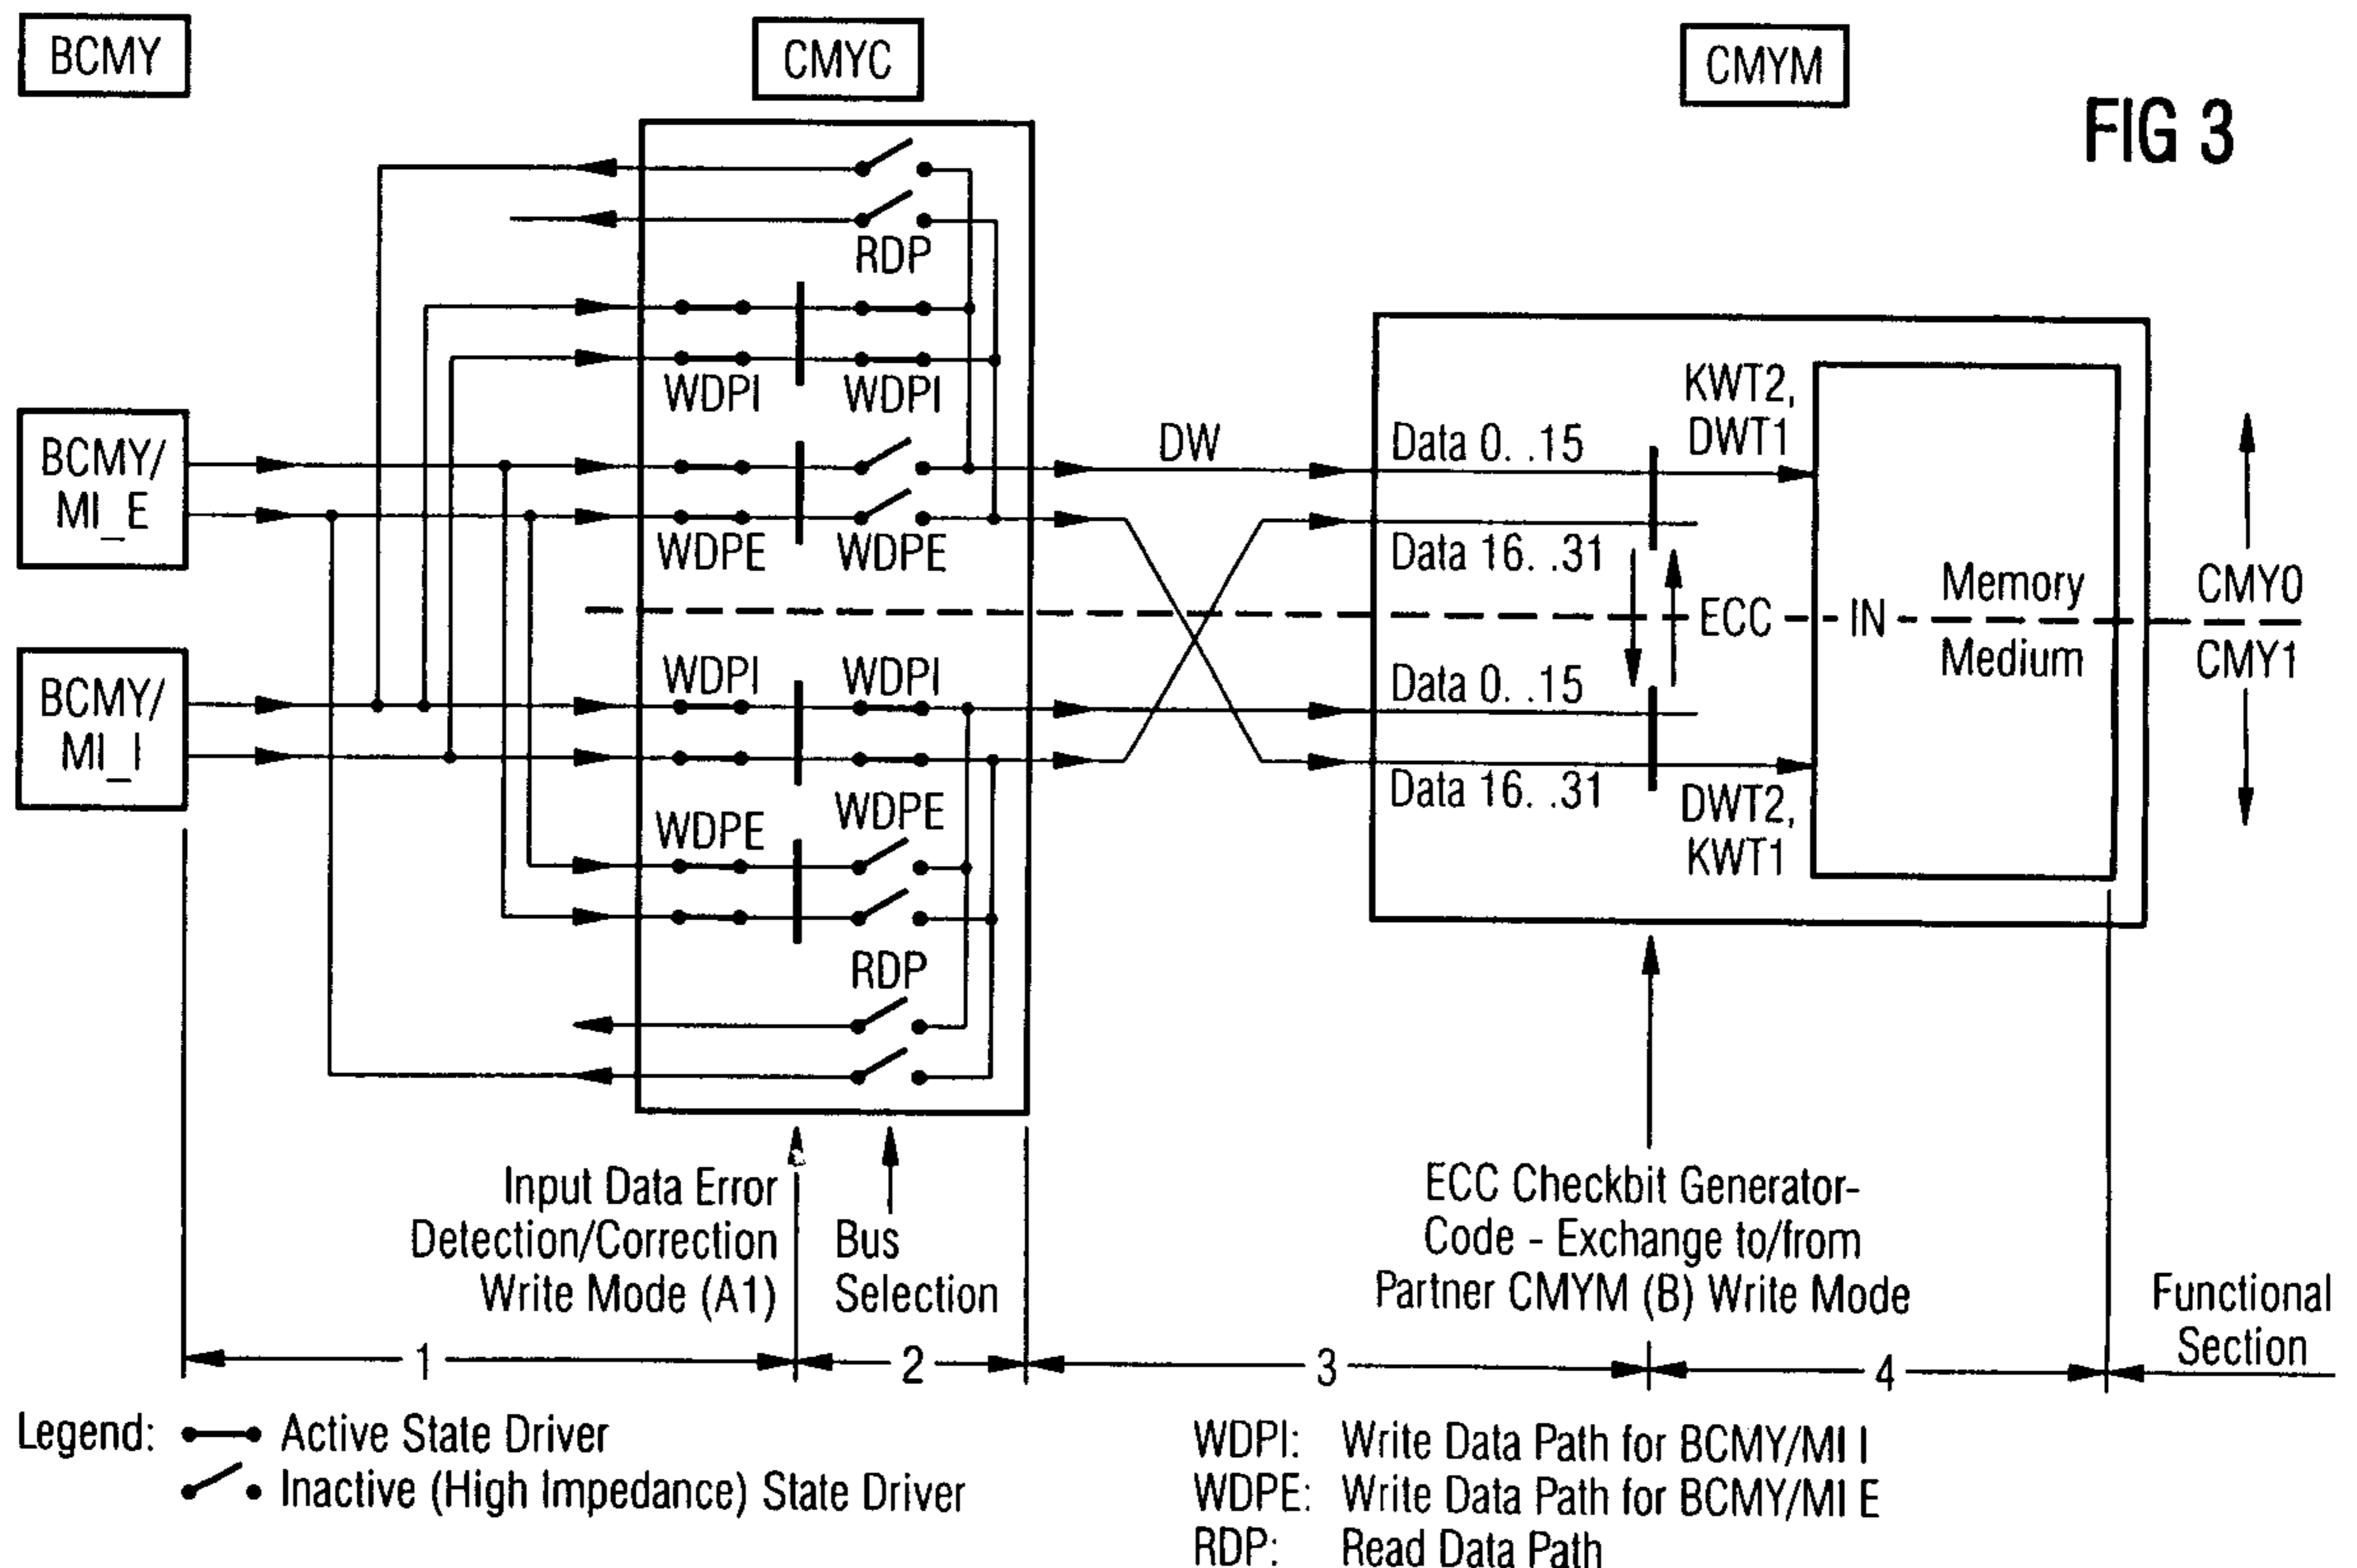 BCMY
CMYC
CMYM
FIG 3
RDP
WDPI WDPI
BCMY/
MI_E
WDPE WDPE
DW
Data 0. .15
Data 16. .31
KWT2,
DWT1
ECC
IN
Memory
Medium
CMY0
CMY1
BCMY/
MI_I
WDPI WDPI
WDPE
WDPE
RDP
Data 0. .15
Data 16. .31
DWT2,
KWT1
Input Data Error
Detection/Correction
Write Mode (A1)
Bus
Selection
ECC Checkbit Generator-
Code - Exchange to/from
Partner CMYM (B) Write Mode
Functional
Section
1 2 3 4
Legend: Active State Driver
Inactive (High Impedance) State Driver
WDPI: Write Data Path for BCMY/MI I
WDPE: Write Data Path for BCMY/MI E
RDP: Read Data Path